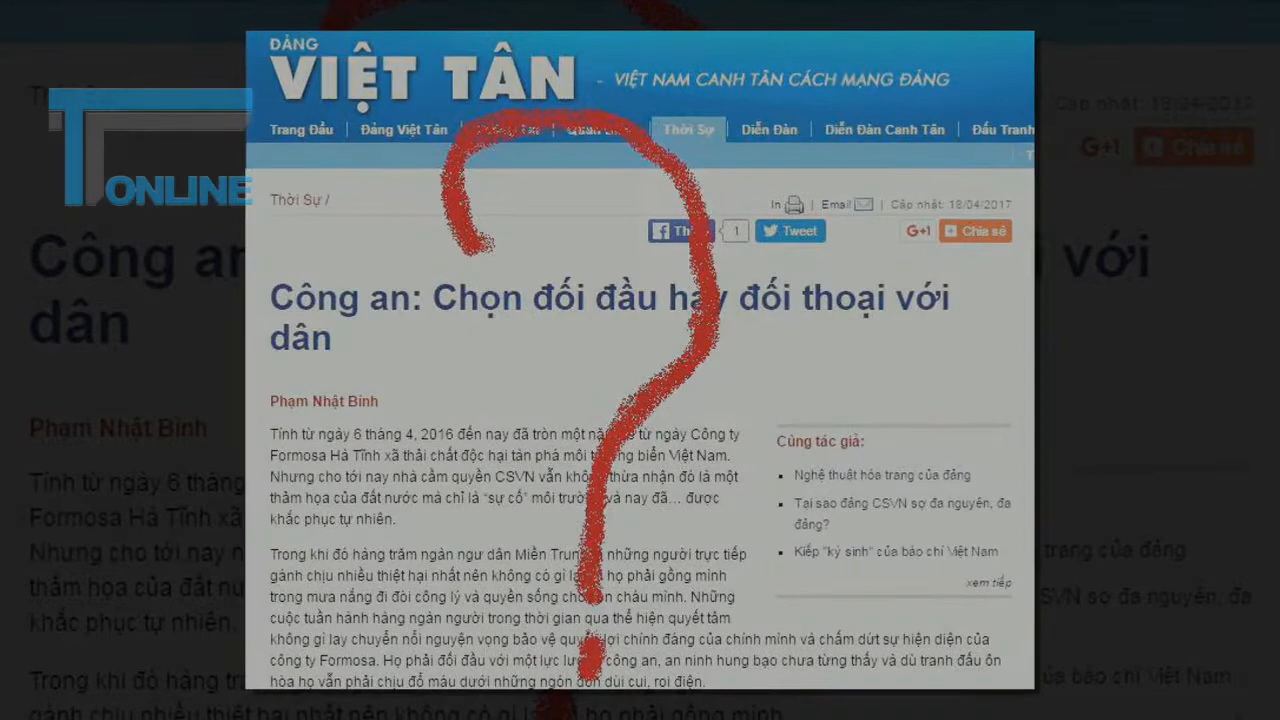 ĐẢNG
VIỆT TÂN - VIỆT NAM CANH TÂN CÁCH MẠNG ĐẢNG
Trang Đầu | Đảng Việt Tân | Thời Sự | Diễn Đàn | Diễn Đàn Canh Tân | Đấu Tranh
TT ONLINE
Thời Sự /
In | Email | Cập nhật: 18/04/2017
1 Tweet G+1 Chia sẻ
Công an: Chọn đối đầu hay đối thoại với
dân
Phạm Nhật Bình
Tính từ ngày 6 tháng 4, 2016 đến nay đã tròn một năm từ ngày Công ty
Formosa Hà Tĩnh xã thải chất độc hại tàn phá môi trường biển Việt Nam.
Nhưng cho tới nay nhà cầm quyền CSVN vẫn không thừa nhận đó là một
thảm họa của đất nước mà chỉ là “sự cố” môi trường và nay đã… được
khắc phục tự nhiên.
Trong khi đó hàng trăm ngàn ngư dân Miền Trung những người trực tiếp
gánh chịu nhiều thiệt hại nhất nên không có gì lạ họ phải gồng mình
trong mưa nắng đi đòi công lý và quyền sống cho con cháu mình. Những
cuộc tuần hành hàng ngàn người trong thời gian qua thể hiện quyết tâm
không gì lay chuyển nổi nguyện vọng bảo vệ quyền lợi chính đáng của chính mình và chấm dứt sự hiện diện của
công ty Formosa. Họ phải đối đầu với một lực lượng công an, an ninh hung bạo chưa từng thấy và dù tranh đấu ôn
hòa họ vẫn phải chịu đổ máu dưới những ngón đòn dùi cui, roi điện.
Cùng tác giả:
Nghệ thuật hóa trang của đảng
Tại sao đảng CSVN sợ đa nguyên, đa
đảng?
Kiếp “ký sinh” của báo chí Việt Nam
xem tiếp